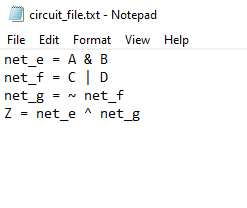 circuit_file.txt - Notepad
File Edit Format View Help
net_e = A & B
net_f = C | D
net_g = ~ net_f
Z = net_e ^ net_g